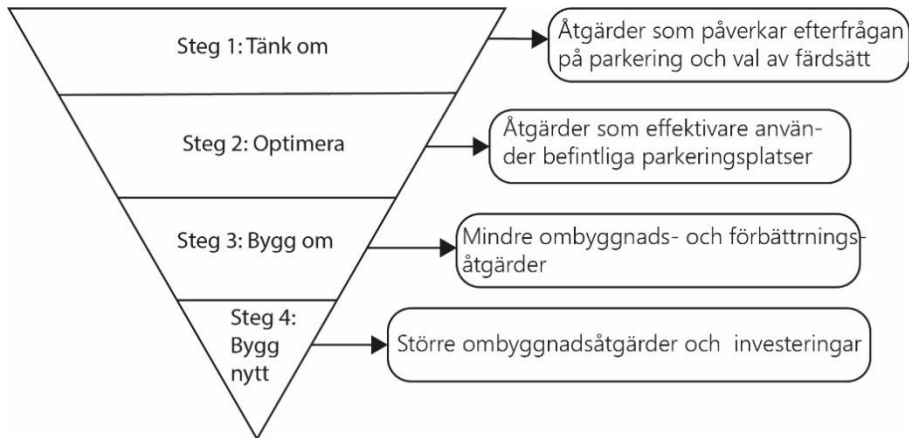 Steg 1: Tänk om
Åtgärder som påverkar efterfrågan
på parkering och val av färdsätt
Steg 2: Optimera
Åtgärder som effektivare använ-
der befintliga parkeringsplatser
Steg 3: Bygg om
Mindre ombyggnads- och förbättrnings-
åtgärder
Steg 4:
Bygg
nytt
Större ombyggnadsåtgärder och  investeringar